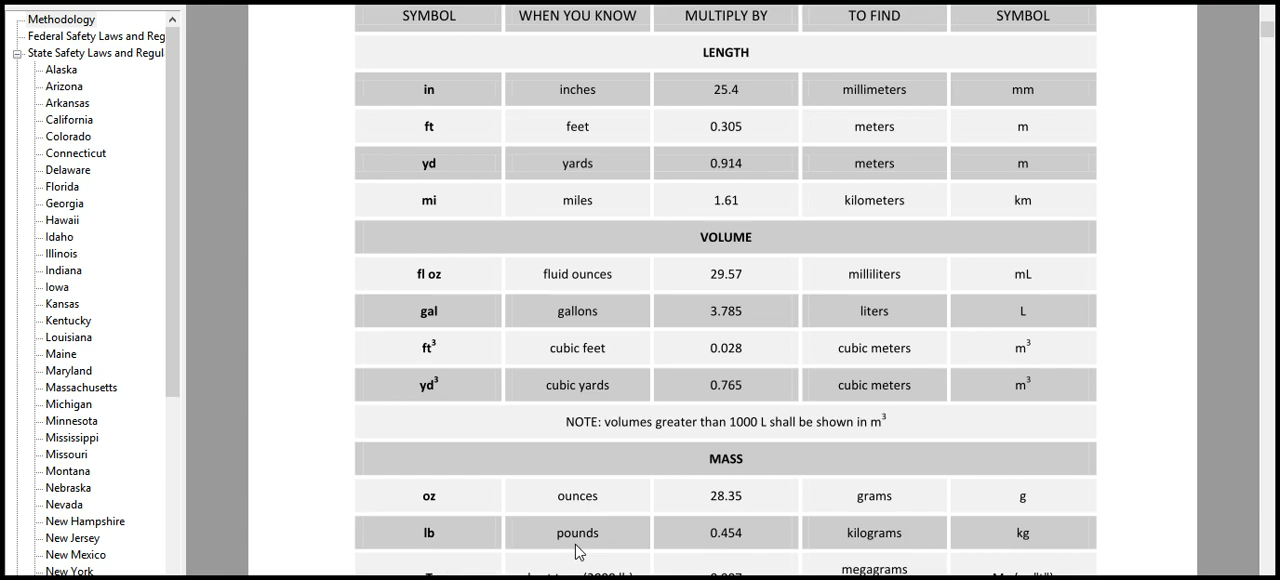 Methodology
Federal Safety Laws and Reg
State Safety Laws and Regul
Alaska
Arizona
Arkansas
California
Colorado
Connecticut
Delaware
Florida
Georgia
Hawaii
Idaho
Illinois
Indiana
Iowa
Kansas
Kentucky
Louisiana
Maine
Maryland
Massachusetts
Michigan
Minnesota
Mississippi
Missouri
Montana
Nebraska
Nevada
New Hampshire
New Jersey
New Mexico
New York
SYMBOL WHEN YOU KNOW MULTIPLY BY TO FIND SYMBOL
LENGTH
in inches 25.4 millimeters mm
ft feet 0.305 meters m
yd yards 0.914 meters m
mi miles 1.61 kilometers km
VOLUME
fl oz fluid ounces 29.57 milliliters mL
gal gallons 3.785 liters L
ft³ cubic feet 0.028 cubic meters m³
yd³ cubic yards 0.765 cubic meters m³
NOTE: volumes greater than 1000 L shall be shown in m³
MASS
oz ounces 28.35 grams g
lb pounds 0.454 kilograms kg
megagrams